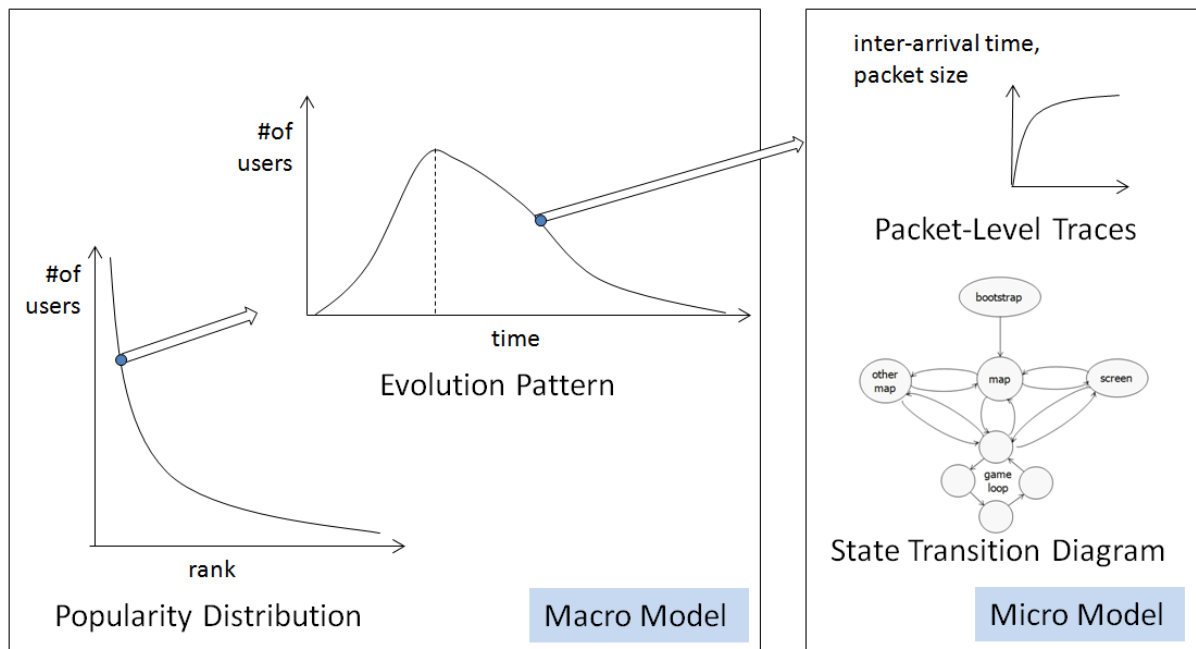 #of
users
time
Evolution Pattern
#of
users
rank
Popularity Distribution
Macro Model
inter-arrival time,
packet size
Packet-Level Traces
bootstrap
other
map
map
screen
game
loop
State Transition Diagram
Micro Model